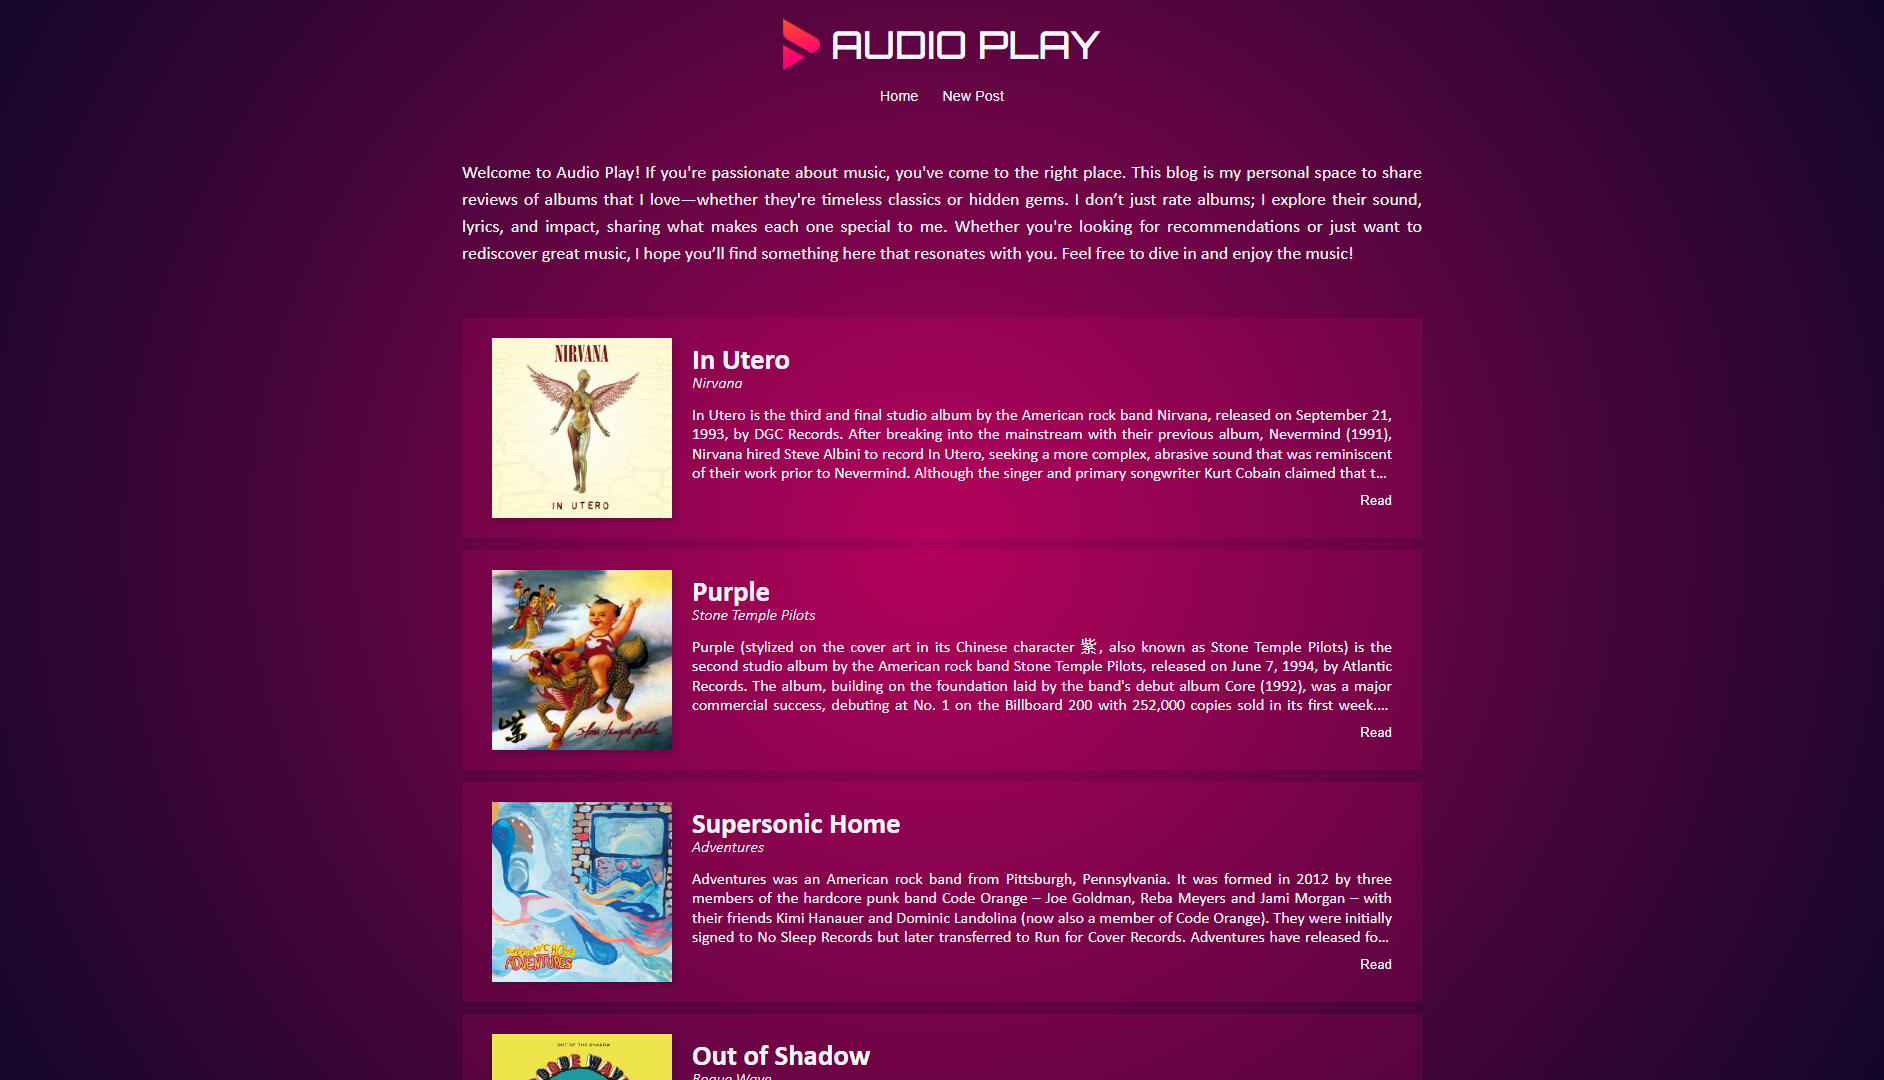 AUDIO PLAY
Home New Post
Welcome to Audio Play! If you're passionate about music, you've come to the right place. This blog is my personal space to share
reviews of albums that I love—whether they're timeless classics or hidden gems. I don’t just rate albums; I explore their sound,
lyrics, and impact, sharing what makes each one special to me. Whether you're looking for recommendations or just want to
rediscover great music, I hope you’ll find something here that resonates with you. Feel free to dive in and enjoy the music!
NIRVANA
IN UTERO
In Utero
Nirvana
In Utero is the third and final studio album by the American rock band Nirvana, released on September 21,
1993, by DGC Records. After breaking into the mainstream with their previous album, Nevermind (1991),
Nirvana hired Steve Albini to record In Utero, seeking a more complex, abrasive sound that was reminiscent
of their work prior to Nevermind. Although the singer and primary songwriter Kurt Cobain claimed that t...
Read
紫
Stone Temple Pilots
Purple
Stone Temple Pilots
Purple (stylized on the cover art in its Chinese character 紫, also known as Stone Temple Pilots) is the
second studio album by the American rock band Stone Temple Pilots, released on June 7, 1994, by Atlantic
Records. The album, building on the foundation laid by the band's debut album Core (1992), was a major
commercial success, debuting at No. 1 on the Billboard 200 with 252,000 copies sold in its first week....
Read
SUPERSONIC HOME
ADVENTURES
Supersonic Home
Adventures
Adventures was an American rock band from Pittsburgh, Pennsylvania. It was formed in 2012 by three
members of the hardcore punk band Code Orange – Joe Goldman, Reba Meyers and Jami Morgan – with
their friends Kimi Hanauer and Dominic Landolina (now also a member of Code Orange). They were initially
signed to No Sleep Records but later transferred to Run for Cover Records. Adventures have released fo...
Read
OUT OF THE SHADOW
ROGUE WAVE
Out of Shadow
Rogue Wave